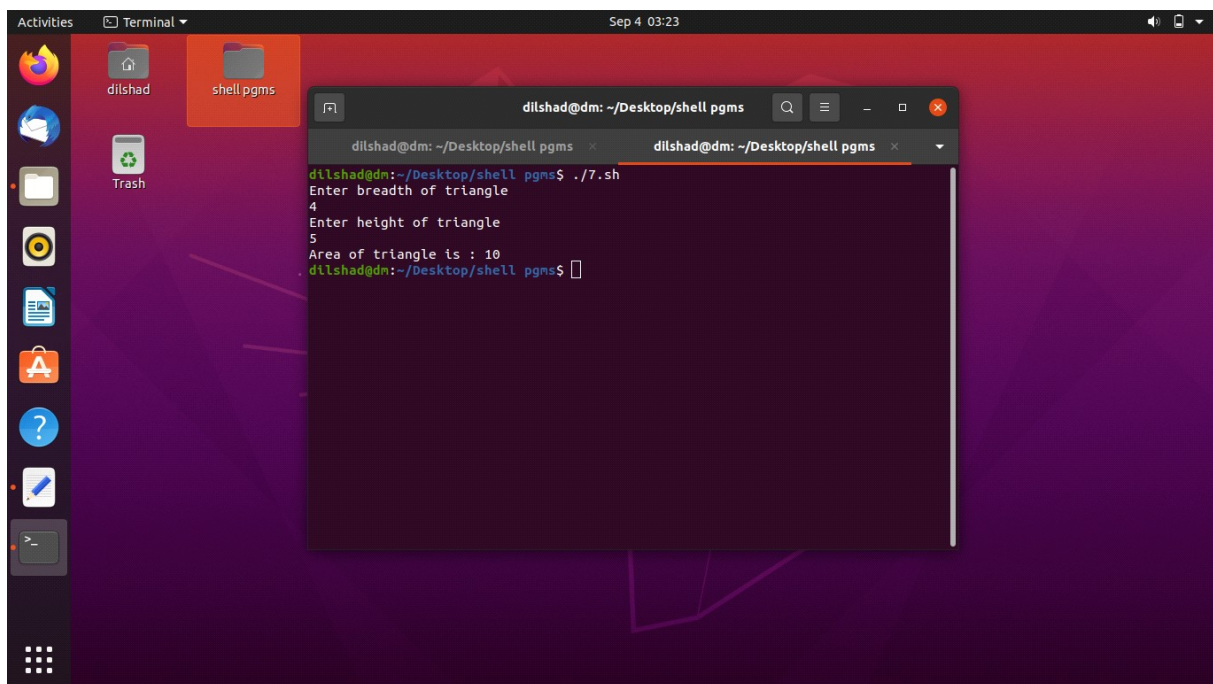 Activities
Terminal
Sep 4 03:23
dilshad
shell pgms
Trash
dilshad@dm: ~/Desktop/shell pgms
dilshad@dm: ~/Desktop/shell pgms
dilshad@dm: ~/Desktop/shell pgms
dilshad@dm:~/Desktop/shell pgms$ ./7.sh
Enter breadth of triangle
4
Enter height of triangle
5
Area of triangle is : 10
dilshad@dm:~/Desktop/shell pgms$